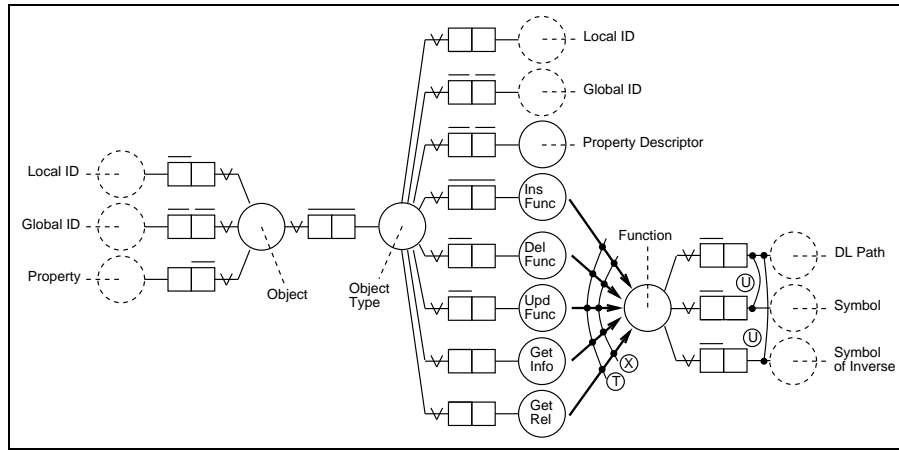 Local ID
Global ID
Property Descriptor
Local ID
Global ID
Property
Object
Object
Type
Ins
Func
Del
Func
Upd
Func
Get
Info
Get
Rel
X
T
Function
U
U
DL Path
Symbol
Symbol
of Inverse